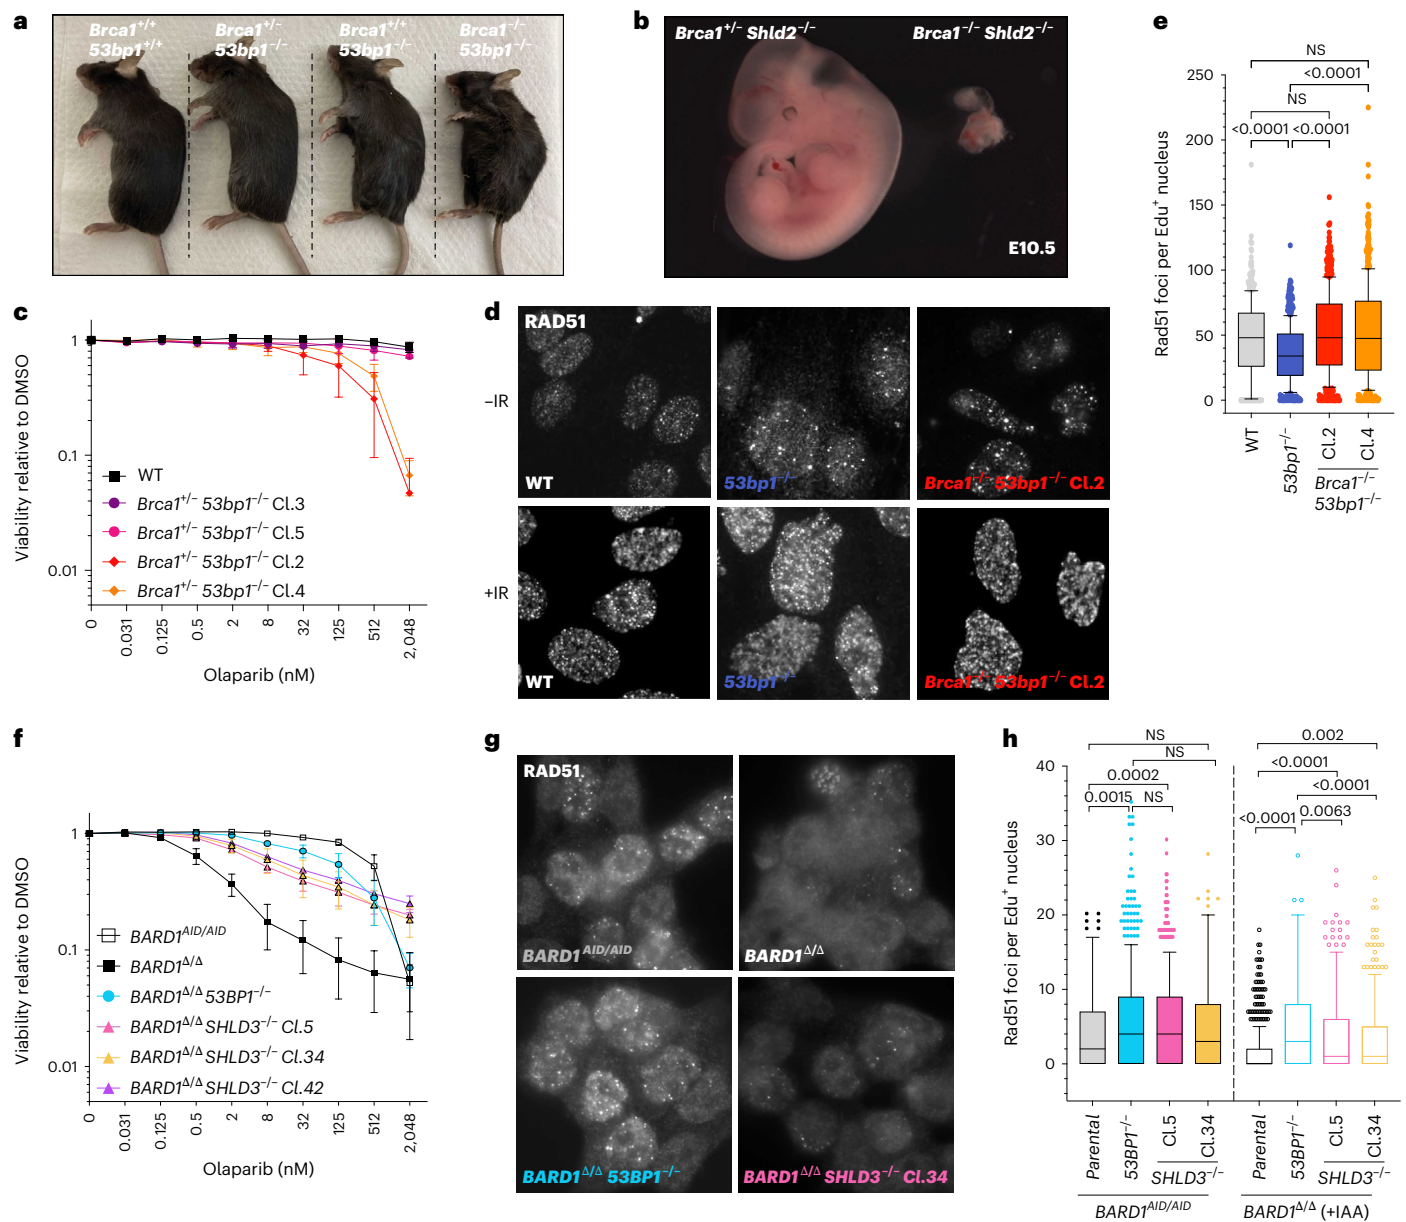 a
Brca1+/+
53bp1+/+
Brca1+/−
53bp1−/−
Brca1+/+
53bp1−/−
Brca1−/−
53bp1−/−
b
Brca1+/− Shld2−/−
Brca1−/− Shld2−/−
E10.5
c
Viability relative to DMSO
1
0.1
0.01
WT
Brca1+/− 53bp1−/− Cl.3
Brca1+/− 53bp1−/− Cl.5
Brca1+/− 53bp1−/− Cl.2
Brca1+/− 53bp1−/− Cl.4
0
0.031
0.125
0.5
2
8
32
125
512
2,048
Olaparib (nM)
d
RAD51
−IR
WT
53bp1−/−
Brca1−/− 53bp1−/− Cl.2
+IR
WT
53bp1−/−
Brca1−/− 53bp1−/− Cl.2
e
Rad51 foci per Edu+ nucleus
250
200
150
100
50
0
NS
<0.0001
NS
<0.0001 <0.0001
WT
53bp1−/−
Cl.2
Cl.4
Brca1−/−
53bp1−/−
f
Viability relative to DMSO
1
0.1
0.01
BARD1AID/AID
BARD1Δ/Δ
BARD1Δ/Δ 53BP1−/−
BARD1Δ/Δ SHLD3−/− Cl.5
BARD1Δ/Δ SHLD3−/− Cl.34
BARD1Δ/Δ SHLD3−/− Cl.42
0
0.031
0.125
0.5
2
8
32
125
512
2,048
Olaparib (nM)
g
RAD51
BARD1AID/AID
BARD1Δ/Δ
BARD1Δ/Δ 53BP1−/−
BARD1Δ/Δ SHLD3−/− Cl.34
h
Rad51 foci per Edu+ nucleus
40
30
20
10
0
NS
NS
0.0002
0.0015 NS
0.002
<0.0001
<0.0001
<0.0001 0.0063
Parental
53BP1−/−
Cl.5
Cl.34
SHLD3−/−
BARD1AID/AID
Parental
53BP1−/−
Cl.5
Cl.34
SHLD3−/−
BARD1Δ/Δ (+IAA)